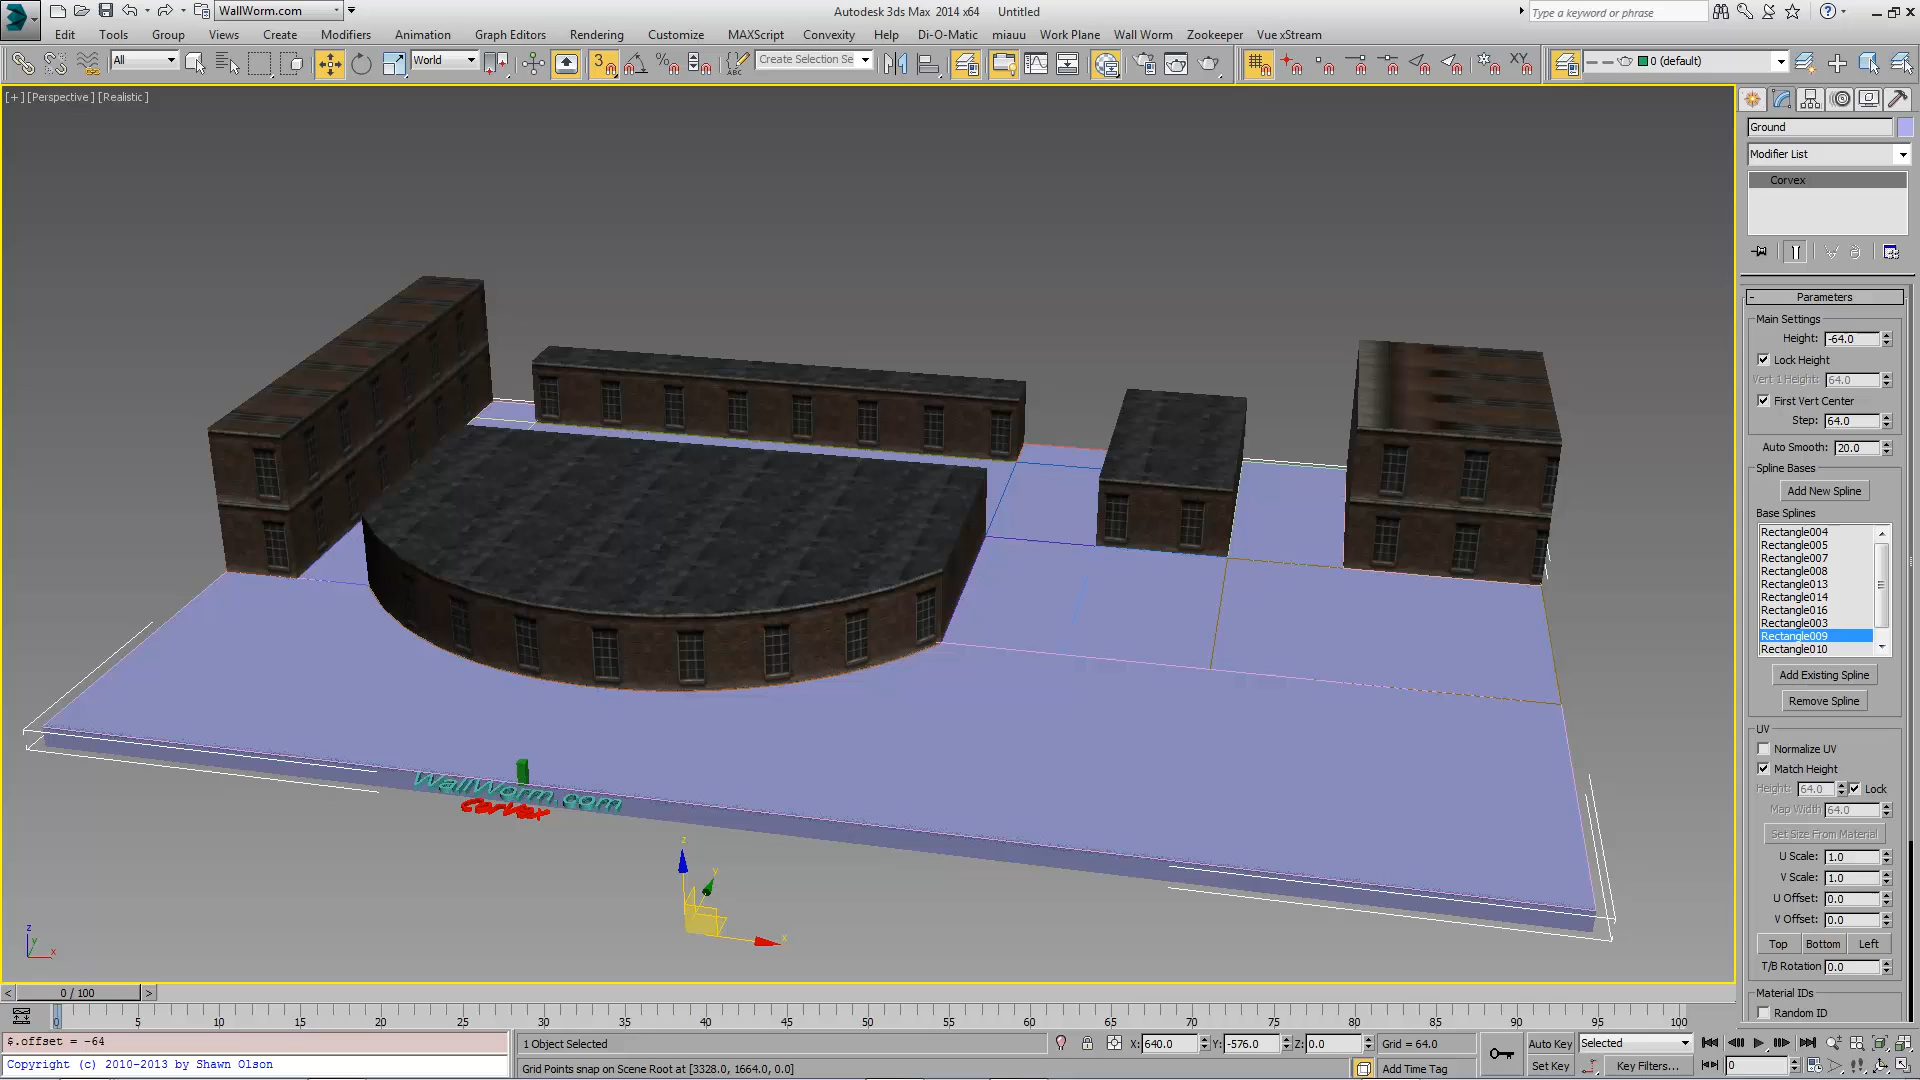 WallWorm.com
Autodesk 3ds Max 2014 x64 Untitled
Type a keyword or phrase
Edit Tools Group Views Create Modifiers Animation Graph Editors Rendering Customize MAXScript Convexity Help Di-O-Matic miauu Work Plane Wall Worm Zookeeper Vue xStream
All World 3 ABC Create Selection Se XY 0 (default)
[+] [Perspective] [Realistic]
Ground
Modifier List
Corvex
Parameters
Main Settings
Height: -64.0
Lock Height
Vert 1 Height: 64.0
First Vert Center
Step: 64.0
Auto Smooth: 20.0
Spline Bases
Add New Spline
Base Splines
Rectangle004
Rectangle005
Rectangle007
Rectangle008
Rectangle013
Rectangle014
Rectangle016
Rectangle003
Rectangle009
Rectangle010
Add Existing Spline
Remove Spline
UV
Normalize UV
Match Height
Height: 64.0 Lock
Map Width 64.0
Set Size From Material
U Scale: 1.0
V Scale: 1.0
U Offset: 0.0
V Offset: 0.0
Top Bottom Left
T/B Rotation 0.0
Material IDs
Random ID
WallWorm.com
CorVex
z
y
x
z
y
x
< 0 / 100 >
0 5 10 15 20 25 30 35 40 45 50 55 60 65 70 75 80 85 90 95 100
$.offset = -64
1 Object Selected X: 640.0 Y: -576.0 Z: 0.0 Grid = 64.0 Auto Key Selected
Copyright (c) 2010-2013 by Shawn Olson
Grid Points snap on Scene Root at [3328.0, 1664.0, 0.0] Add Time Tag Set Key Key Filters... 0